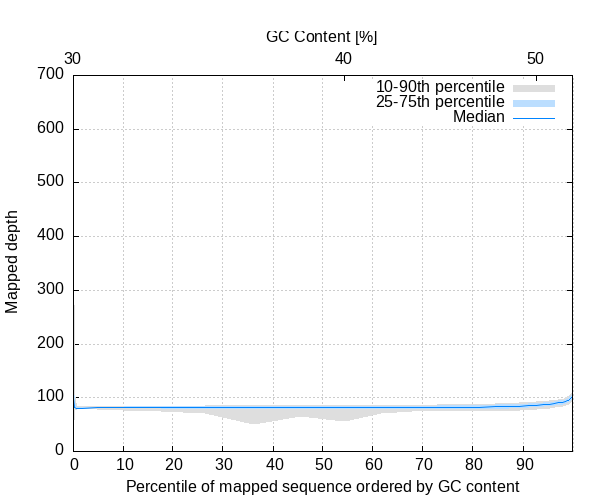 GC Content [%]
30 40 50
700
10-90th percentile
25-75th percentile
Median
600
500
400
300
200
100
0
Mapped depth
0 10 20 30 40 50 60 70 80 90
Percentile of mapped sequence ordered by GC content